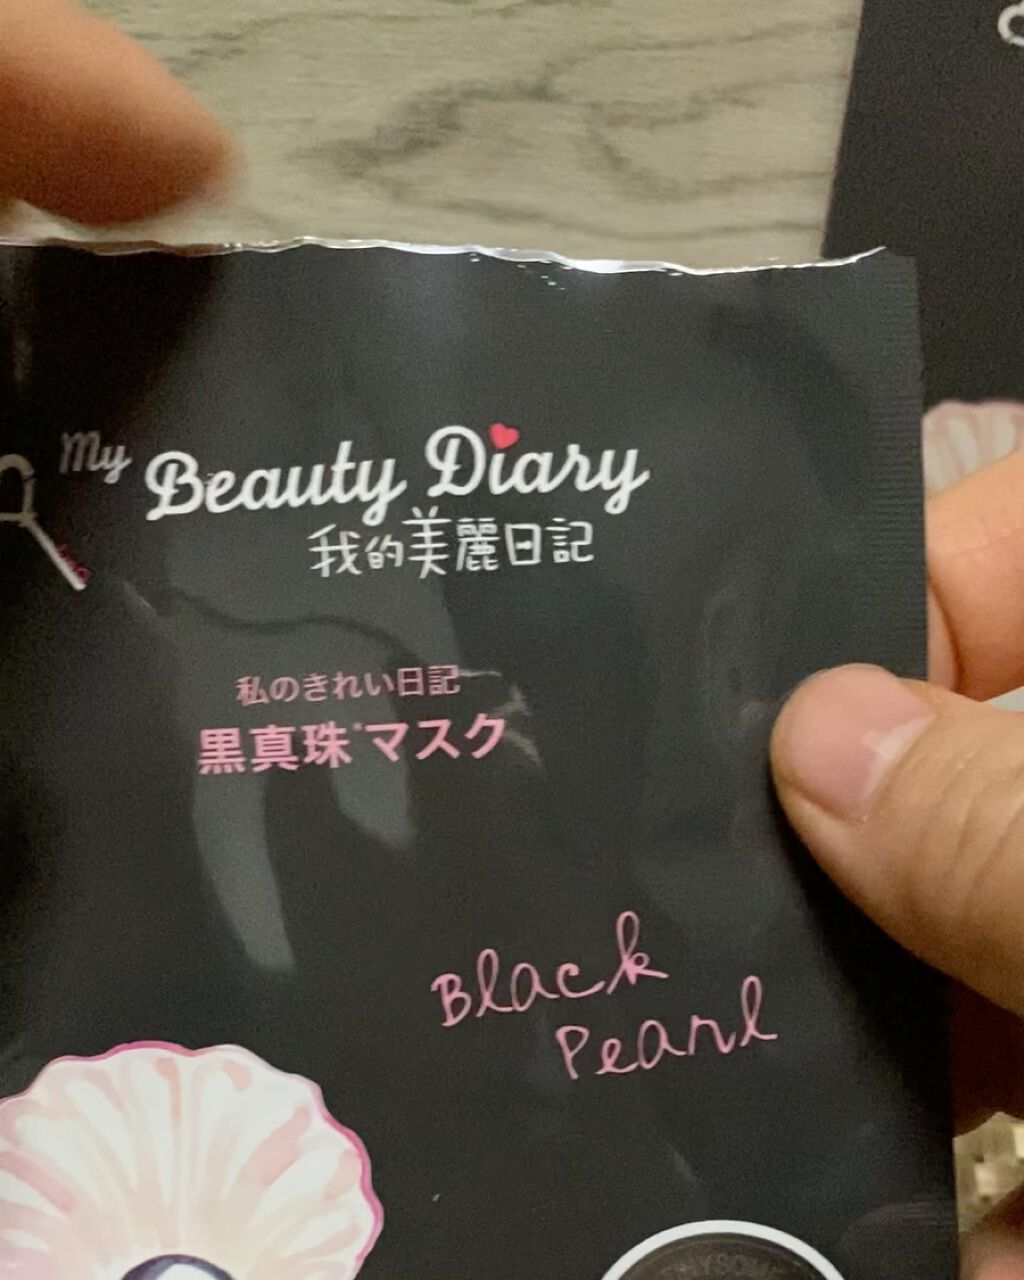 My Beauty Diary
我的美麗日記
私のきれい日記
黒真珠*マスク
Black
Pearl